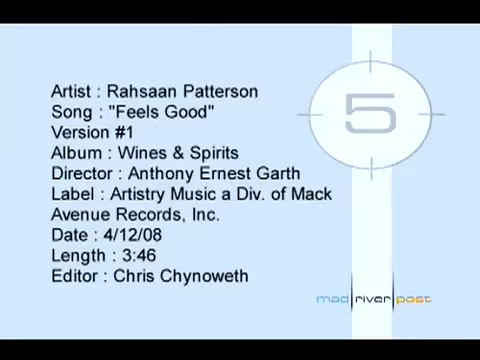 Artist : Rahsaan Patterson
Song : "Feels Good"
Version #1
Album : Wines & Spirits
Director : Anthony Ernest Garth
Label : Artistry Music a Div. of Mack
Avenue Records, Inc.
Date : 4/12/08
Length : 3:46
Editor : Chris Chynoweth
5
mad river post